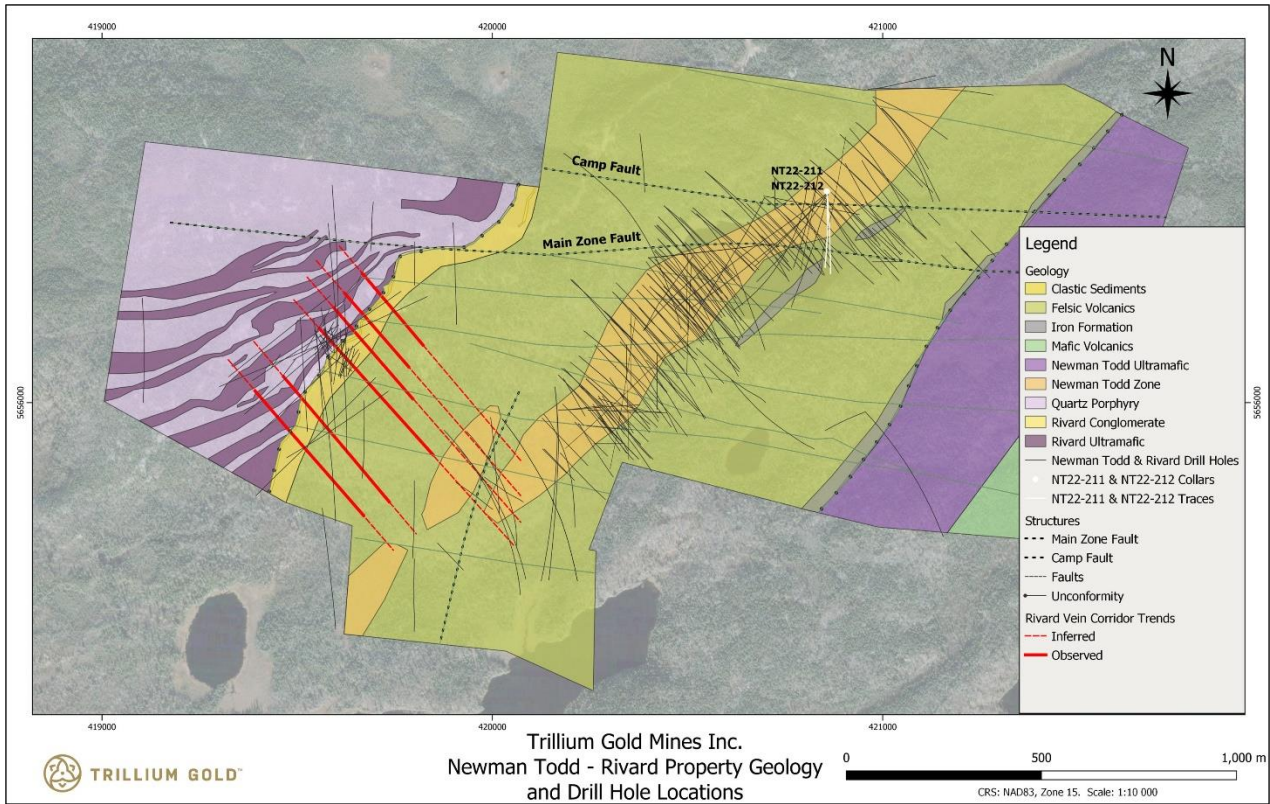 419000
420000
421000
N
NT22-211
NT22-212
Camp Fault
Main Zone Fault
5656000
5656000
Legend
Geology
Clastic Sediments
Felsic Volcanics
Iron Formation
Mafic Volcanics
Newman Todd Ultramafic
Newman Todd Zone
Quartz Porphyry
Rivard Conglomerate
Rivard Ultramafic
Newman Todd & Rivard Drill Holes
NT22-211 & NT22-212 Collars
NT22-211 & NT22-212 Traces
Structures
Main Zone Fault
Camp Fault
Faults
Unconformity
Rivard Vein Corridor Trends
Inferred
Observed
419000
420000
421000
TRILLIUM GOLD™
Trillium Gold Mines Inc.
Newman Todd - Rivard Property Geology
and Drill Hole Locations
0 500 1,000 m
CRS: NAD83, Zone 15. Scale: 1:10 000